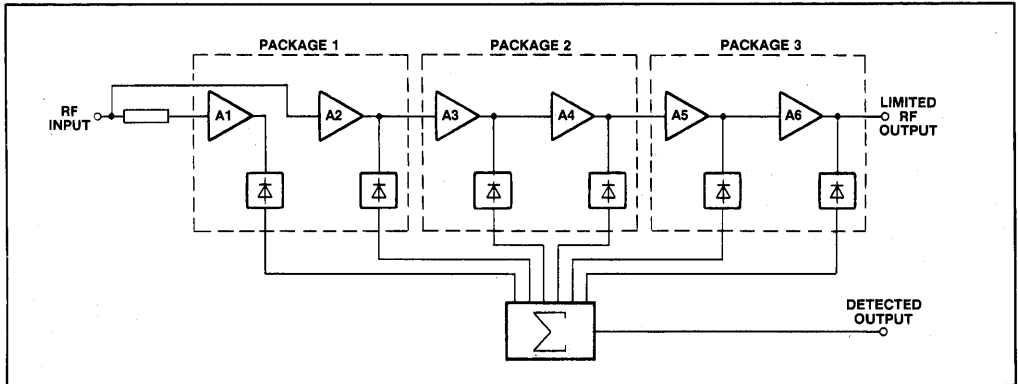 PACKAGE 1
PACKAGE 2
PACKAGE 3
RF
INPUT
A1
A2
A3
A4
A5
A6
LIMITED
RF
OUTPUT
Σ
DETECTED
OUTPUT